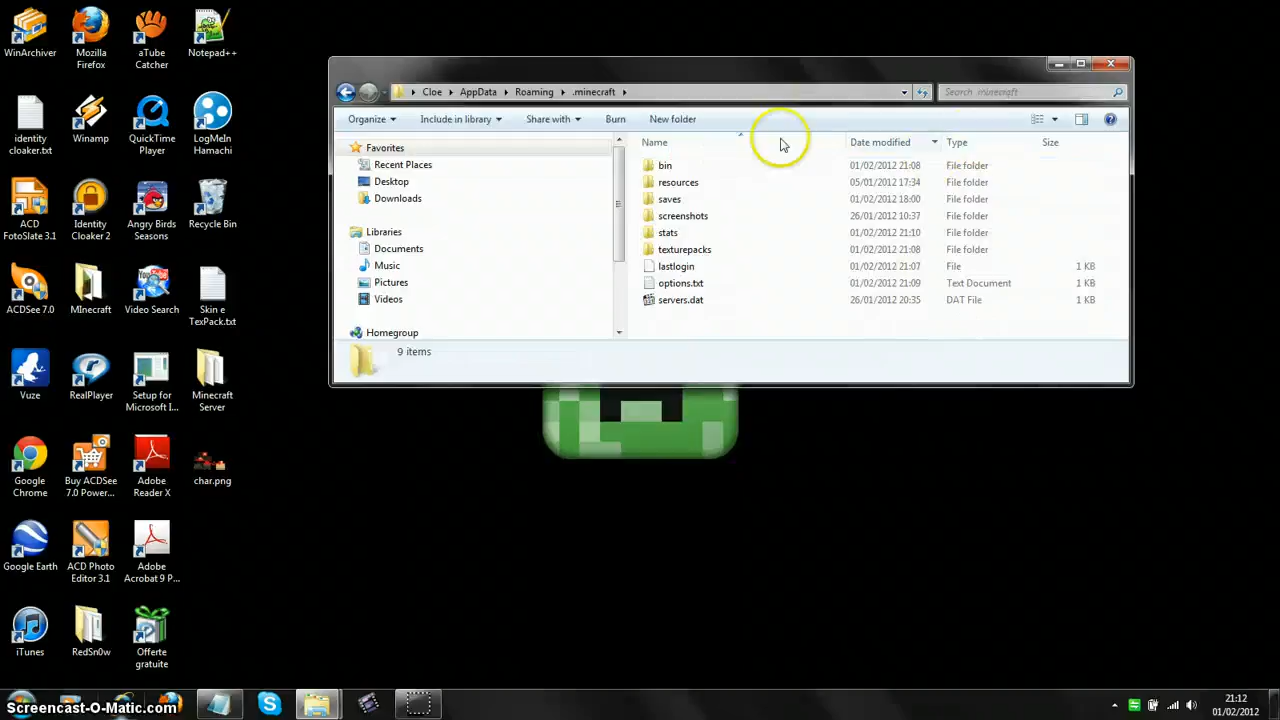 WinArchiver
Mozilla
Firefox
aTube
Catcher
Notepad++
identity
cloaker.txt
Winamp
QuickTime
Player
LogMeIn
Hamachi
ACD
FotoSlate 3.1
Identity
Cloaker 2
Angry Birds
Seasons
Recycle Bin
ACDSee 7.0
MInecraft
Video Search
Skin e
TexPack.txt
Vuze
RealPlayer
Setup for
Microsoft I...
Minecraft
Server
Google
Chrome
Buy ACDSee
7.0 Power...
Adobe
Reader X
char.png
Google Earth
ACD Photo
Editor 3.1
Adobe
Acrobat 9 P...
iTunes
RedSn0w
Offerte
gratuite
Cloe AppData Roaming .minecraft
Search .minecraft
Organize Include in library Share with Burn New folder
Favorites
Recent Places
Desktop
Downloads
Libraries
Documents
Music
Pictures
Videos
Homegroup
Name Date modified Type Size
bin 01/02/2012 21:08 File folder
resources 05/01/2012 17:34 File folder
saves 01/02/2012 18:00 File folder
screenshots 26/01/2012 10:37 File folder
stats 01/02/2012 21:10 File folder
texturepacks 01/02/2012 21:08 File folder
lastlogin 01/02/2012 21:07 File 1 KB
options.txt 01/02/2012 21:09 Text Document 1 KB
servers.dat 26/01/2012 20:35 DAT File 1 KB
9 items
Screencast-O-Matic.com
21:12
01/02/2012